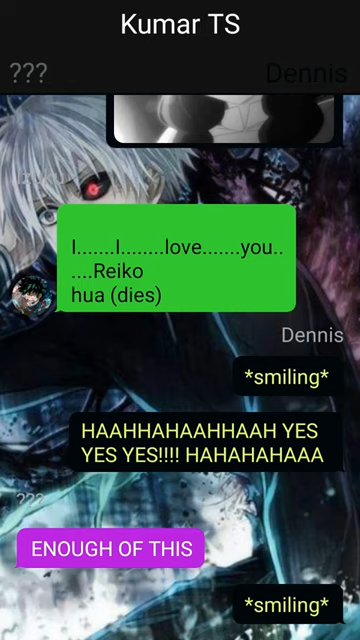 Kumar TS
???
Dennis
I.......I........love.......you..
....Reiko
hua (dies)
Dennis
*smiling*
HAAHHAHAAHHAAH YES
YES YES!!!! HAHAHAHAAA
???
ENOUGH OF THIS
*smiling*